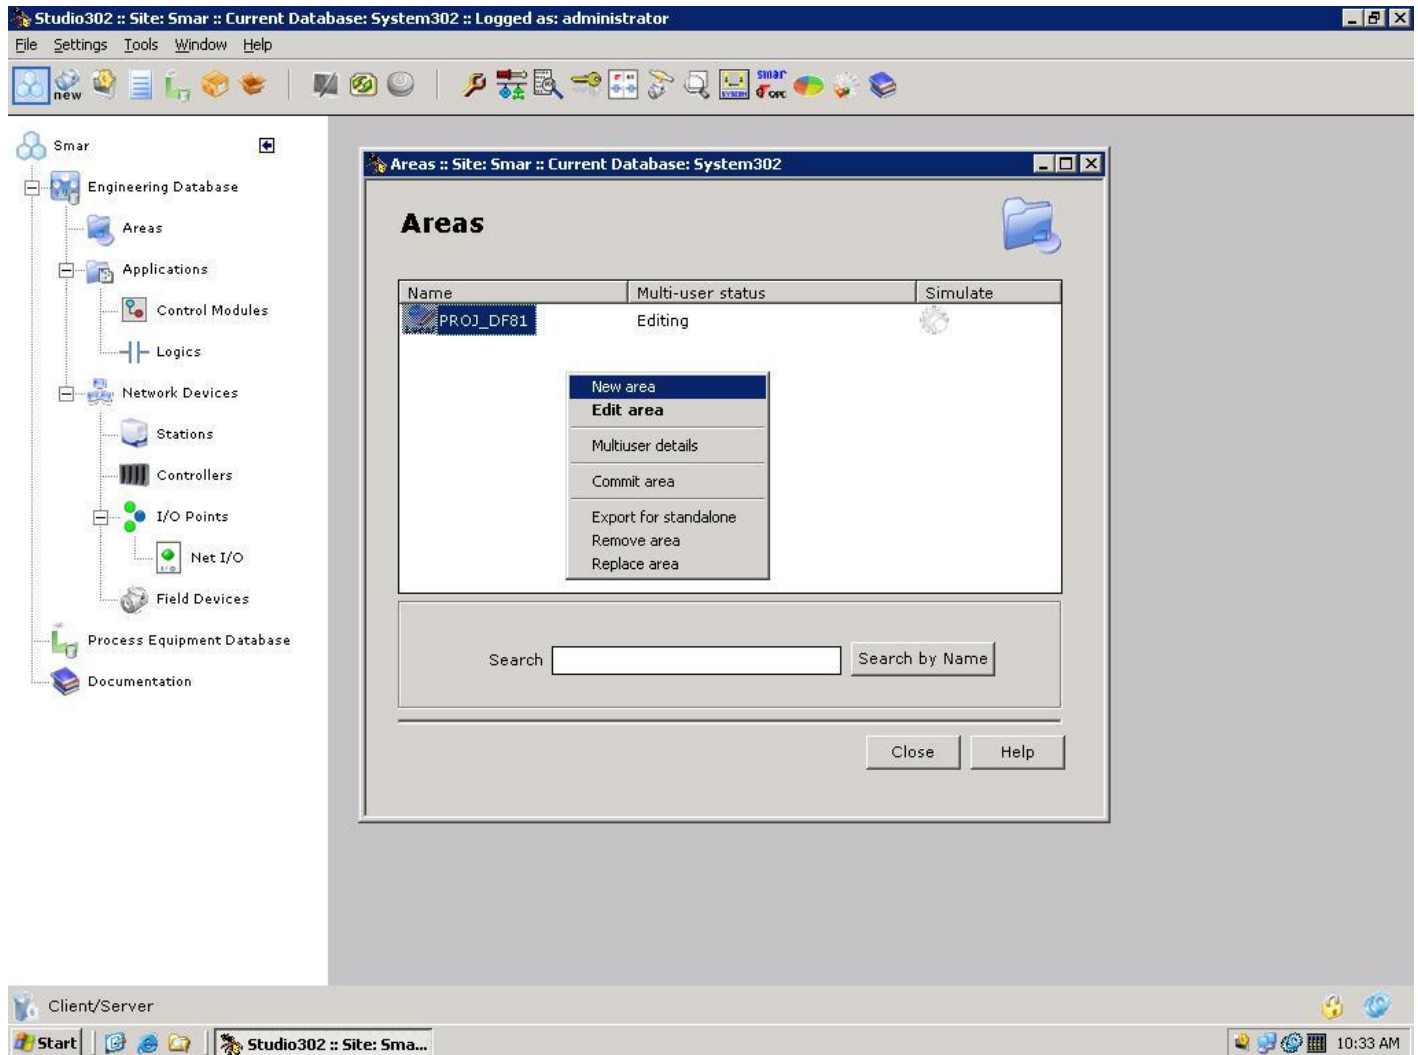 Studio302 :: Site: Smar :: Current Database: System302 :: Logged as: administrator
File Settings Tools Window Help
new
SYSTEM
smar
OPC
Smar
Engineering Database
Areas
Applications
Control Modules
Logics
Network Devices
Stations
Controllers
I/O Points
Net I/O
Field Devices
Process Equipment Database
Documentation
Areas :: Site: Smar :: Current Database: System302
Areas
Name Multi-user status Simulate
PROJ_DF81 Editing
New area
Edit area
Multiuser details
Commit area
Export for standalone
Remove area
Replace area
Search
Search by Name
Close Help
Client/Server
Start
Studio302 :: Site: Sma...
10:33 AM